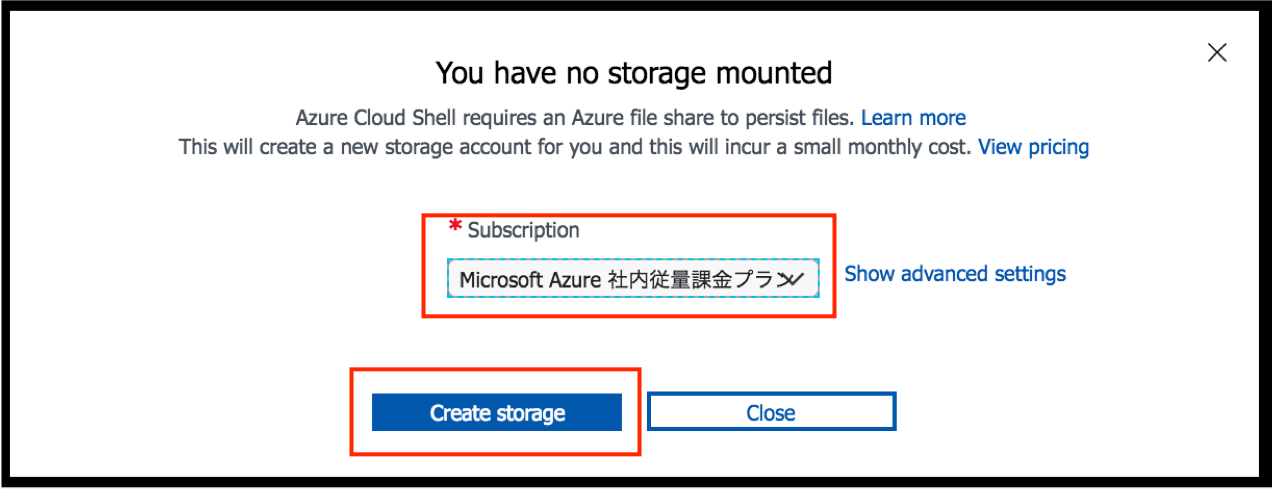 You have no storage mounted
Azure Cloud Shell requires an Azure file share to persist files. Learn more
This will create a new storage account for you and this will incur a small monthly cost. View pricing
* Subscription
Microsoft Azure 社内従量課金プラン
Show advanced settings
Create storage
Close